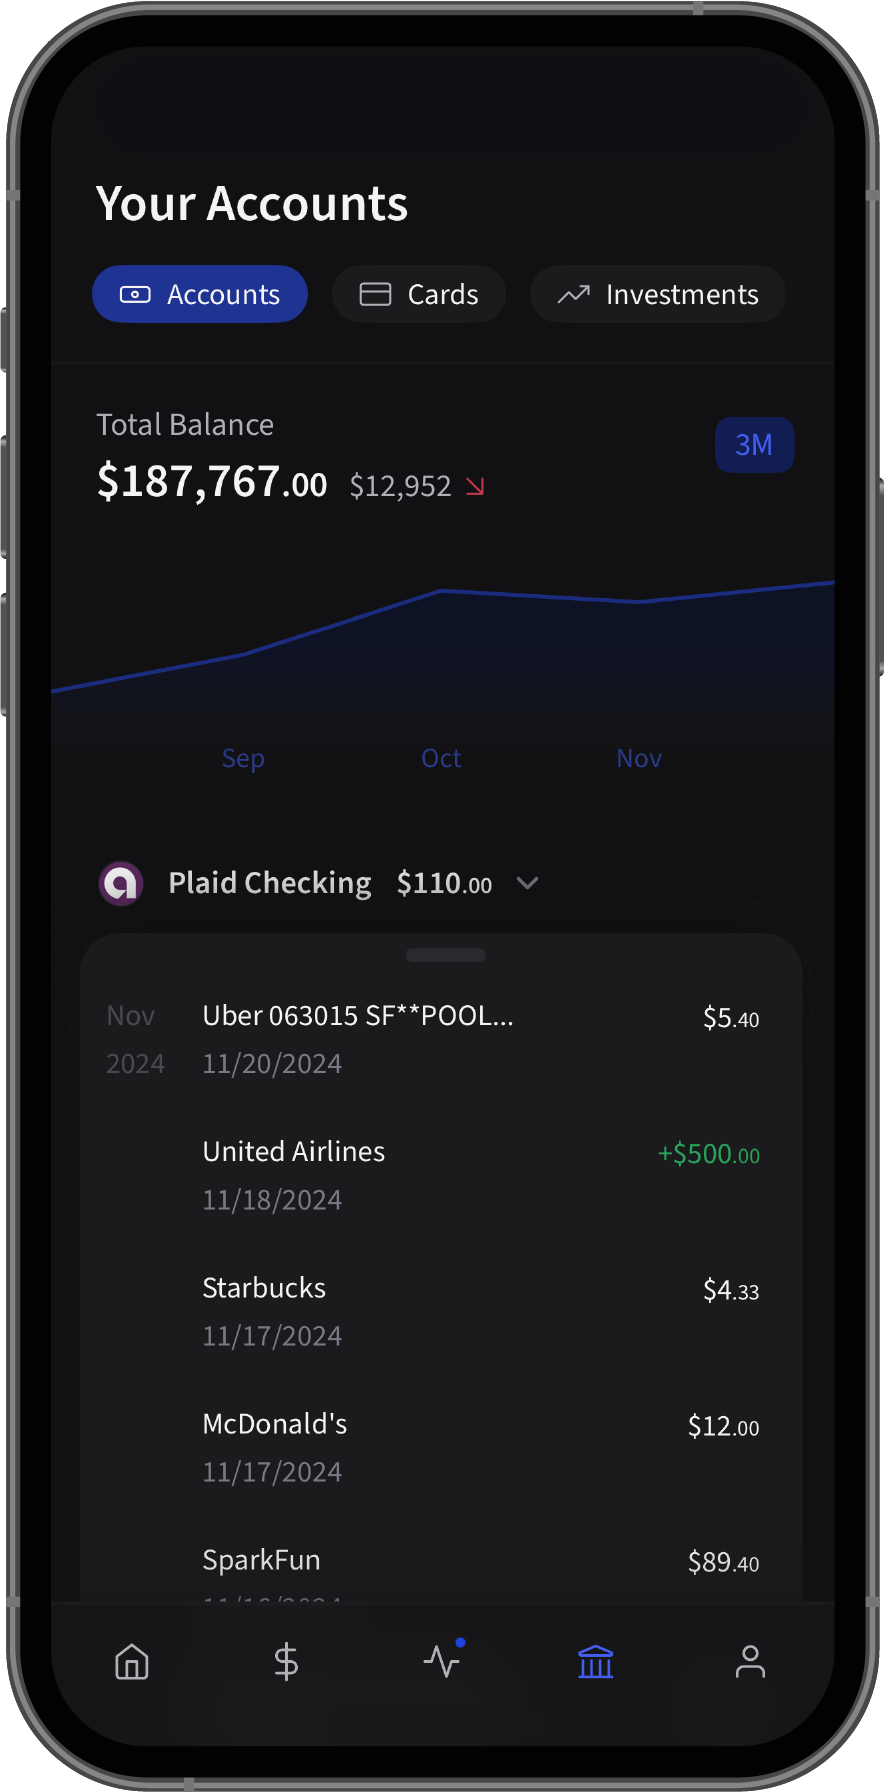 Your Accounts
Accounts Cards Investments
Total Balance
$187,767.00 $12,952
3M
Sep Oct Nov
Plaid Checking $110.00
Nov 2024
Uber 063015 SF**POOL... $5.40
11/20/2024
United Airlines +$500.00
11/18/2024
Starbucks $4.33
11/17/2024
McDonald's $12.00
11/17/2024
SparkFun $89.40